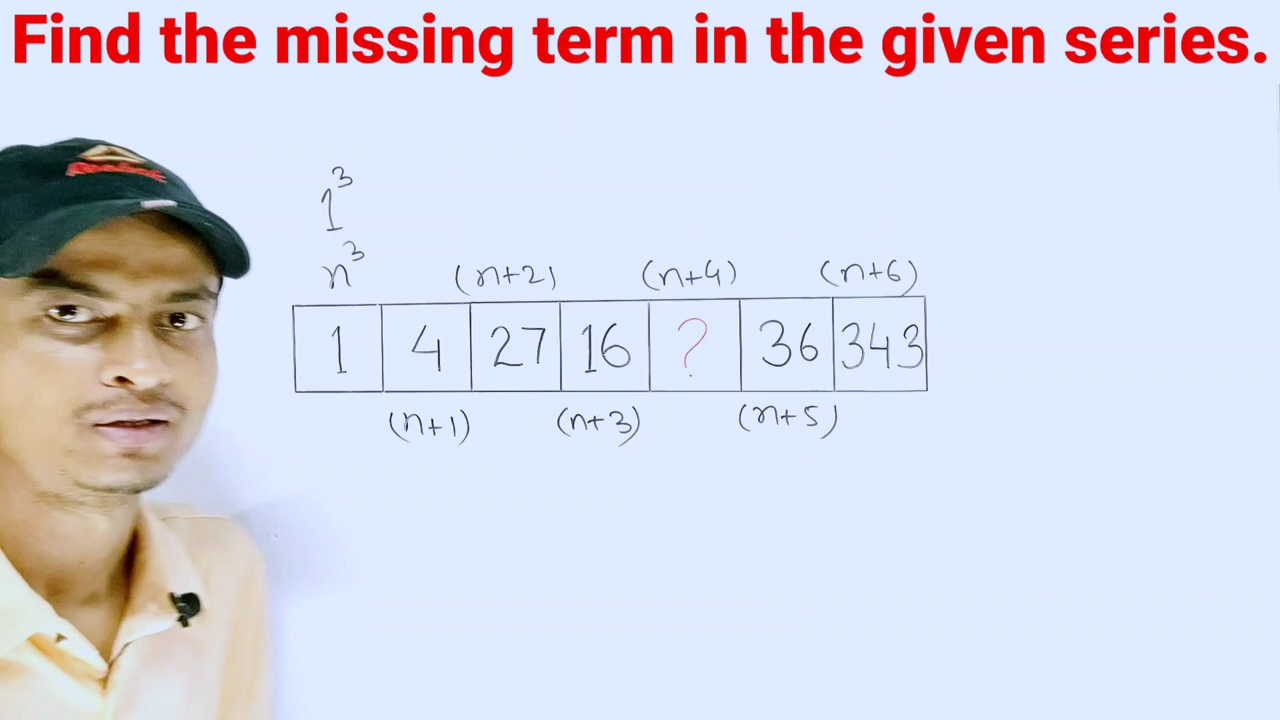 Find the missing term in the given series.
1³
n³ (n+2) (n+4) (n+6)
1 4 27 16 ? 36 343
(n+1) (n+3) (n+5)